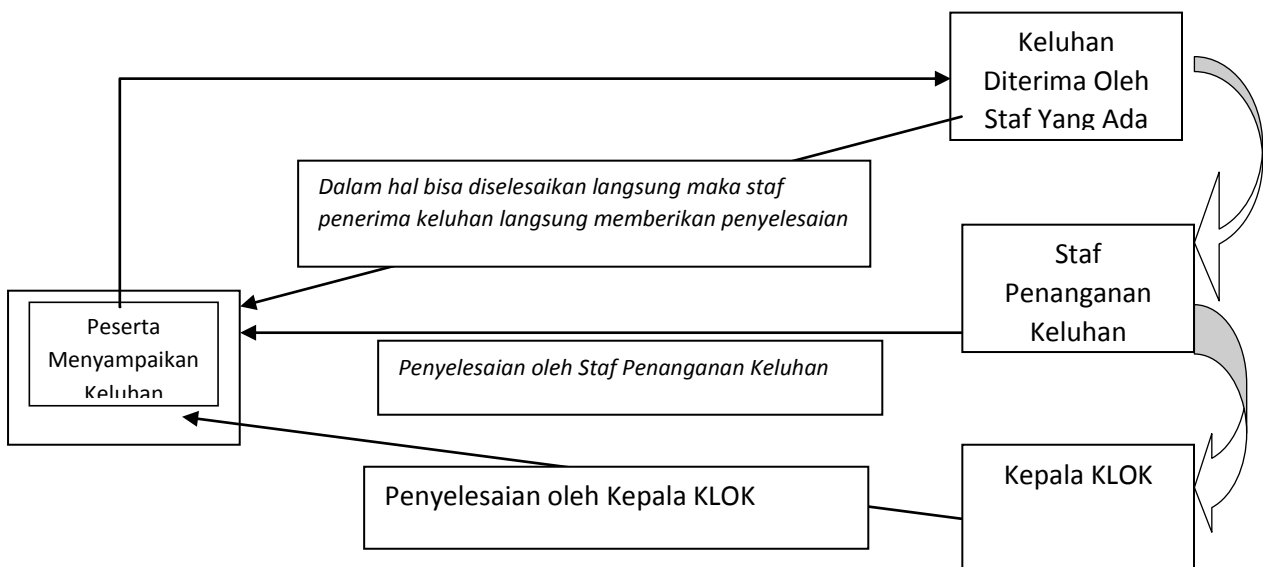 Keluhan
Diterima Oleh
Staf Yang Ada
Dalam hal bisa diselesaikan langsung maka staf
penerima keluhan langsung memberikan penyelesaian
Staf
Penanganan
Keluhan
Peserta
Menyampaikan
Keluhan
Penyelesaian oleh Staf Penanganan Keluhan
Penyelesaian oleh Kepala KLOK
Kepala KLOK